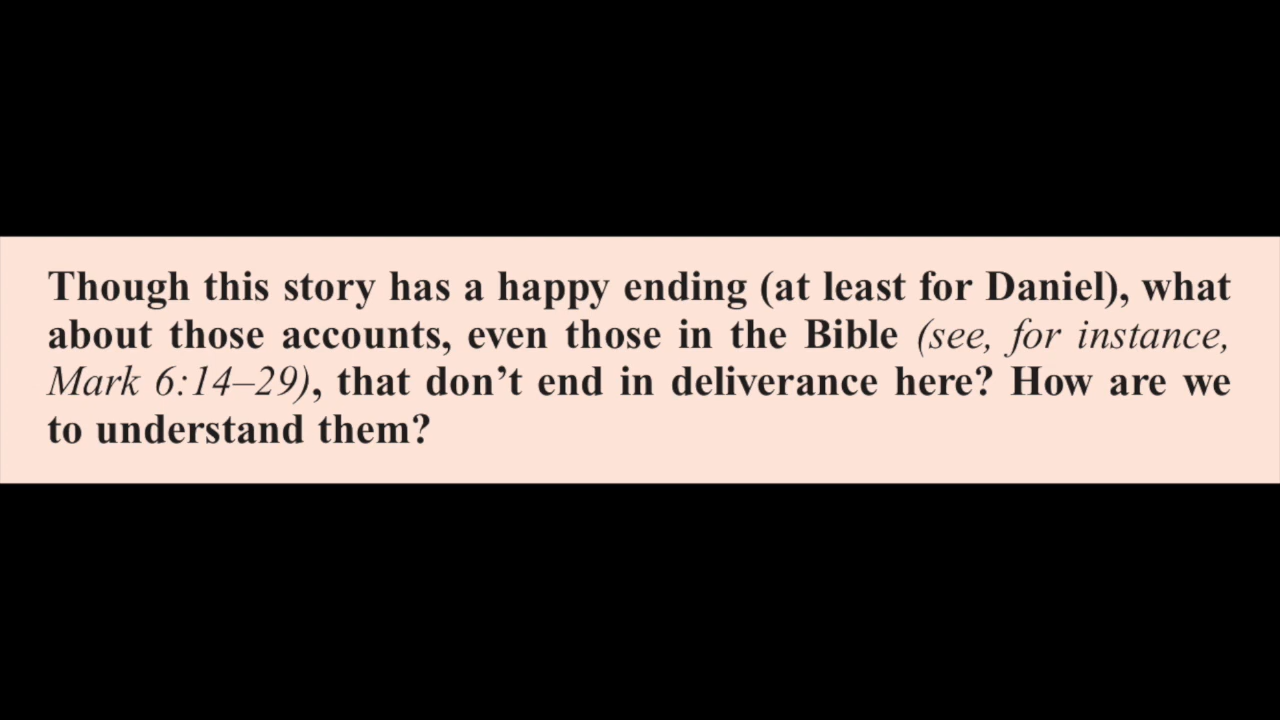 Though this story has a happy ending (at least for Daniel), what
about those accounts, even those in the Bible (see, for instance,
Mark 6:14–29), that don’t end in deliverance here? How are we
to understand them?